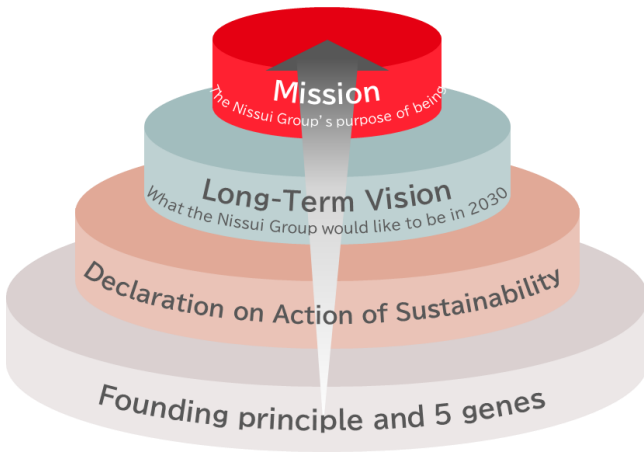 Mission
The Nissui Group's purpose of being
Long-Term Vision
What the Nissui Group would like to be in 2030
Declaration on Action of Sustainability
Founding principle and 5 genes